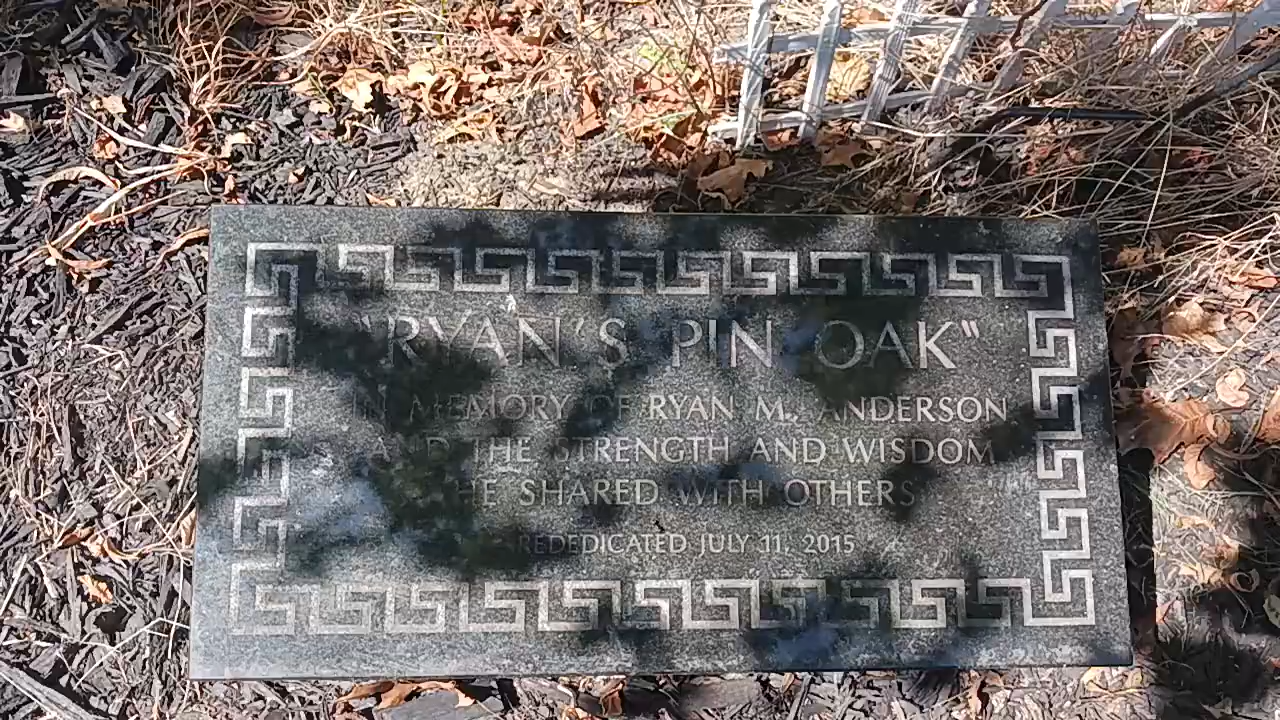 "RYAN'S PIN OAK"
IN MEMORY OF RYAN M. ANDERSON
AND THE STRENGTH AND WISDOM
HE SHARED WITH OTHERS
REDEDICATED JULY 11, 2015